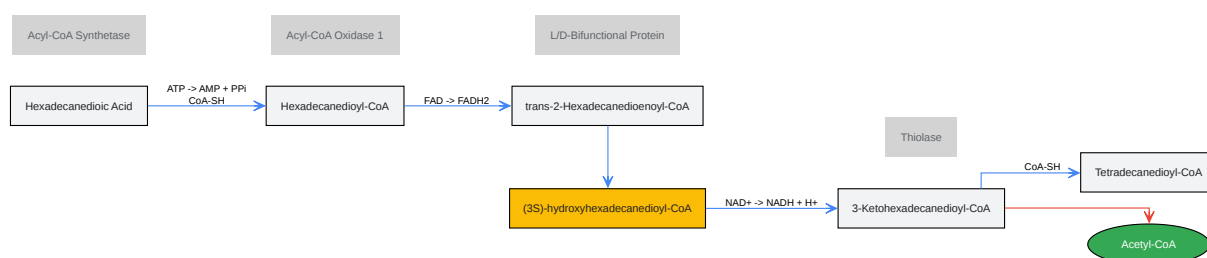 Acyl-CoA Synthetase
Acyl-CoA Oxidase 1
L/D-Bifunctional Protein
Hexadecanedioic Acid
ATP -> AMP + PPi
CoA-SH
Hexadecanedioyl-CoA
FAD -> FADH2
trans-2-Hexadecanedioenoyl-CoA
Thiolase
CoA-SH
Tetradecanedioyl-CoA
(3S)-hydroxyhexadecanedioyl-CoA
NAD+ -> NADH + H+
3-Ketohexadecanedioyl-CoA
Acetyl-CoA